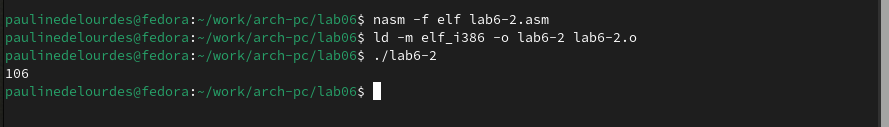 paulinedelourdes@fedora:~/work/arch-pc/lab06$ nasm -f elf lab6-2.asm
paulinedelourdes@fedora:~/work/arch-pc/lab06$ ld -m elf_i386 -o lab6-2 lab6-2.o
paulinedelourdes@fedora:~/work/arch-pc/lab06$ ./lab6-2
106
paulinedelourdes@fedora:~/work/arch-pc/lab06$